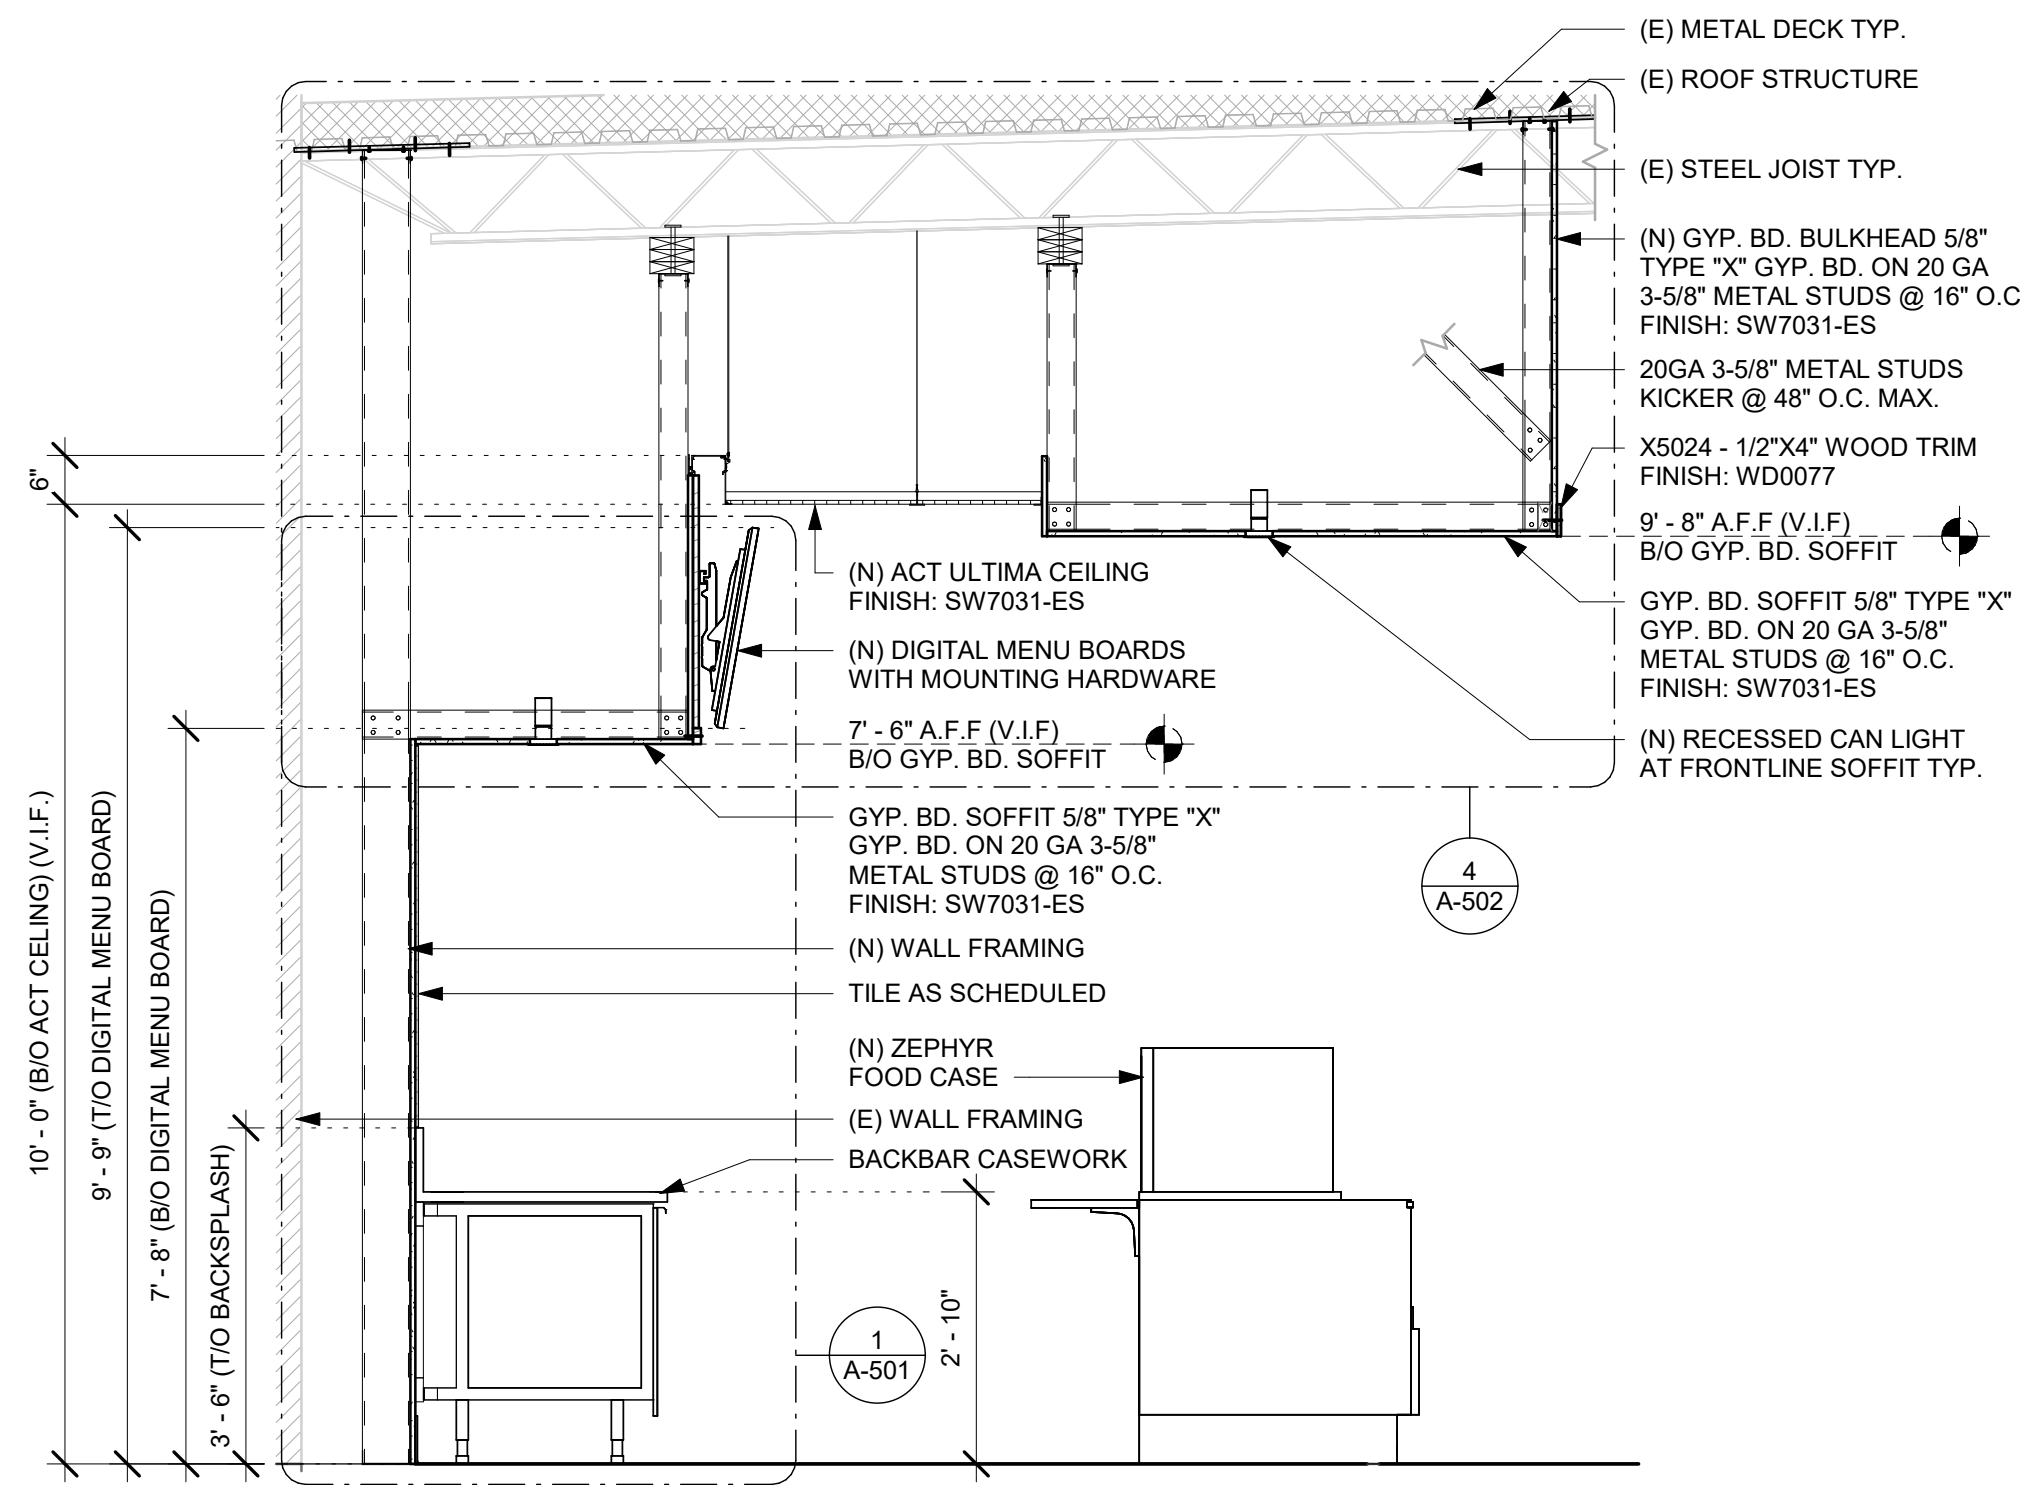 (E) METAL DECK TYP.
(E) ROOF STRUCTURE
(E) STEEL JOIST TYP.
(N) GYP. BD. BULKHEAD 5/8"
TYPE "X" GYP. BD. ON 20 GA
3-5/8" METAL STUDS @ 16" O.C
FINISH: SW7031-ES
20GA 3-5/8" METAL STUDS
KICKER @ 48" O.C. MAX.
X5024 - 1/2"X4" WOOD TRIM
FINISH: WD0077
9' - 8" A.F.F (V.I.F)
B/O GYP. BD. SOFFIT
GYP. BD. SOFFIT 5/8" TYPE "X"
GYP. BD. ON 20 GA 3-5/8"
METAL STUDS @ 16" O.C.
FINISH: SW7031-ES
(N) RECESSED CAN LIGHT
AT FRONTLINE SOFFIT TYP.
4
A-502
(N) ACT ULTIMA CEILING
FINISH: SW7031-ES
(N) DIGITAL MENU BOARDS
WITH MOUNTING HARDWARE
7' - 6" A.F.F (V.I.F)
B/O GYP. BD. SOFFIT
GYP. BD. SOFFIT 5/8" TYPE "X"
GYP. BD. ON 20 GA 3-5/8"
METAL STUDS @ 16" O.C.
FINISH: SW7031-ES
(N) WALL FRAMING
TILE AS SCHEDULED
(N) ZEPHYR
FOOD CASE
(E) WALL FRAMING
BACKBAR CASEWORK
1
A-501
2' - 10"
6"
10' - 0" (B/O ACT CELING) (V.I.F.)
9' - 9" (T/O DIGITAL MENU BOARD)
7' - 8" (B/O DIGITAL MENU BOARD)
3' - 6" (T/O BACKSPLASH)